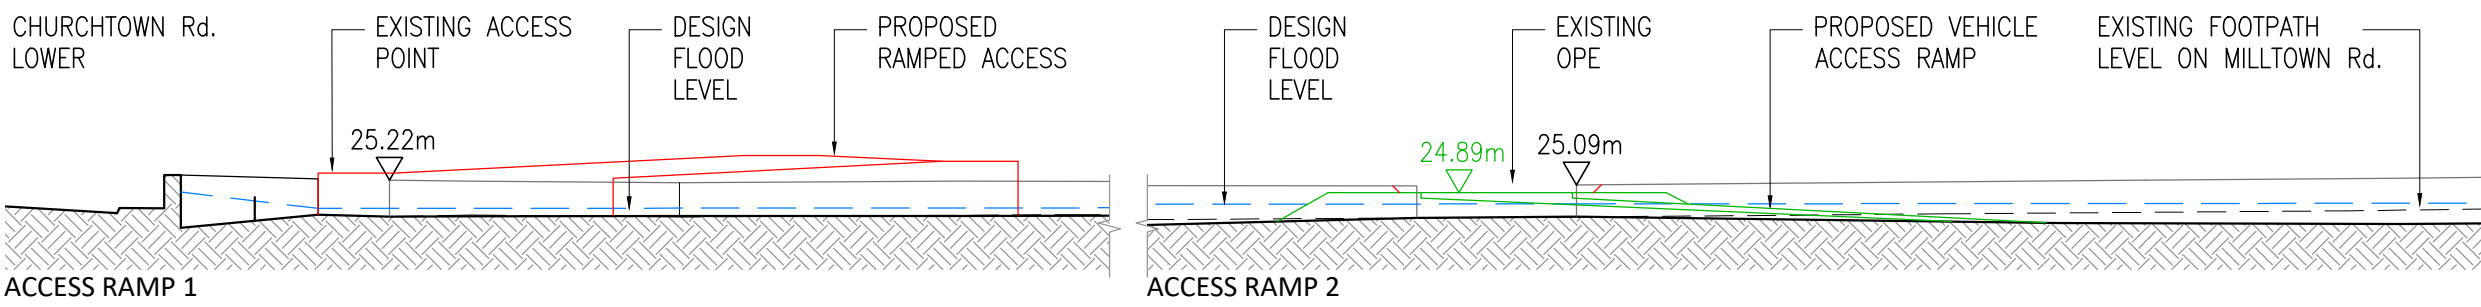 CHURCHTOWN Rd.
LOWER
EXISTING ACCESS
POINT
DESIGN
FLOOD
LEVEL
PROPOSED
RAMPED ACCESS
25.22m
ACCESS RAMP 1
DESIGN
FLOOD
LEVEL
EXISTING
OPE
PROPOSED VEHICLE
ACCESS RAMP
EXISTING FOOTPATH
LEVEL ON MILLTOWN Rd.
24.89m
25.09m
ACCESS RAMP 2